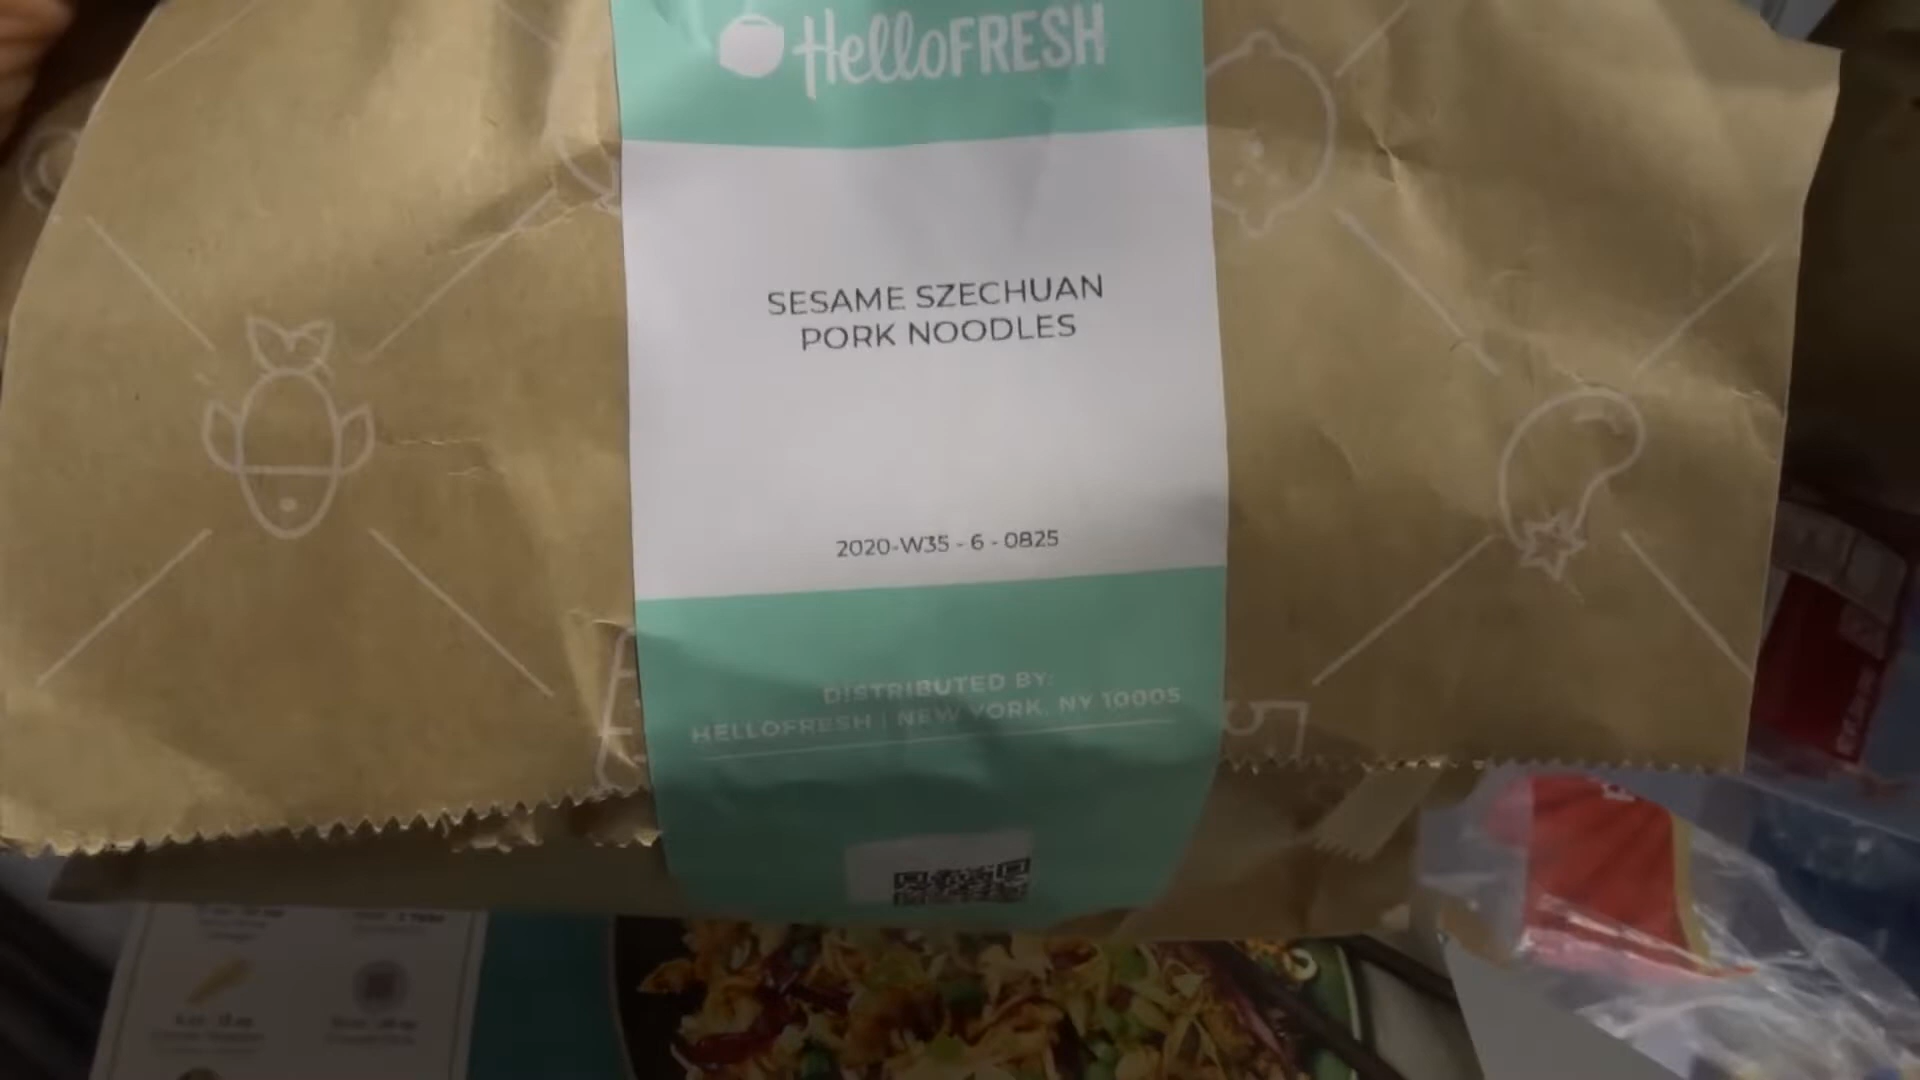 HelloFRESH
SESAME SZECHUAN
PORK NOODLES
2020-W35 - 6 - 0825
DISTRIBUTED BY:
HELLOFRESH | NEW YORK, NY 10005